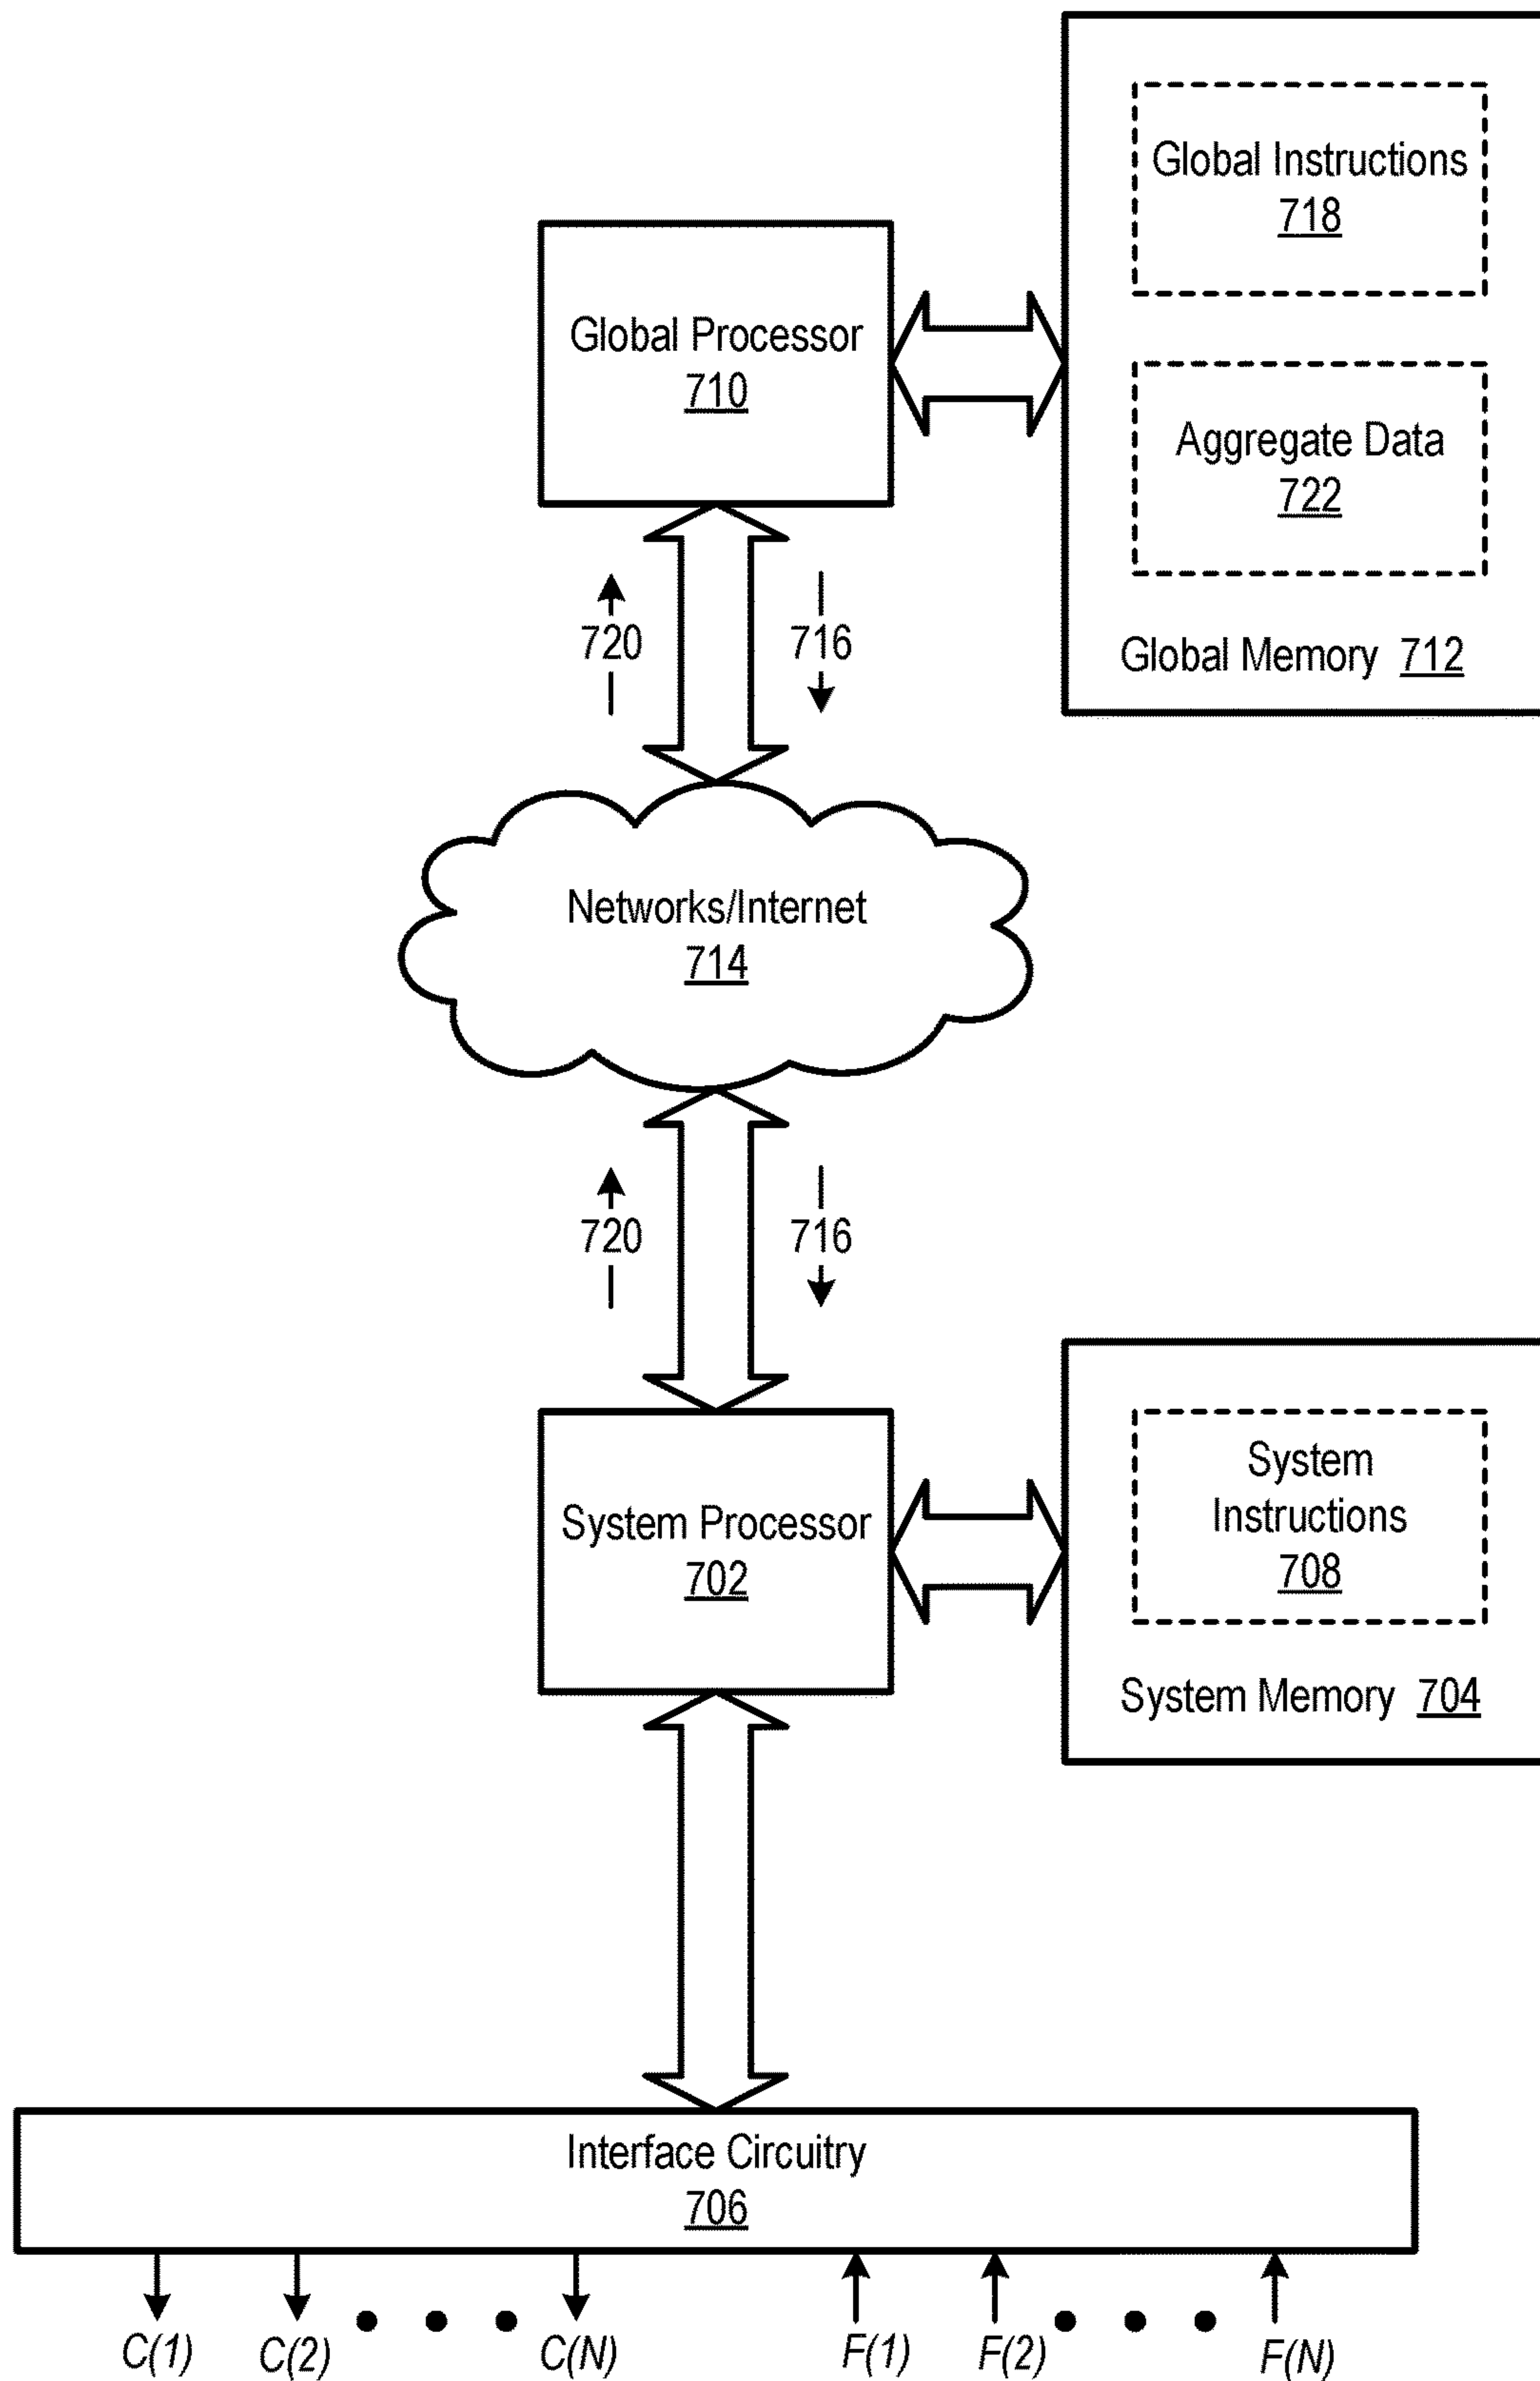 Global Instructions
718
Global Processor
710
Aggregate Data
722
720
716
Global Memory 712
Networks/Internet
714
720
716
System
Instructions
708
System Processor
702
System Memory 704
Interface Circuitry
706
C(1)
C(2)
C(N)
F(1)
F(2)
F(N)